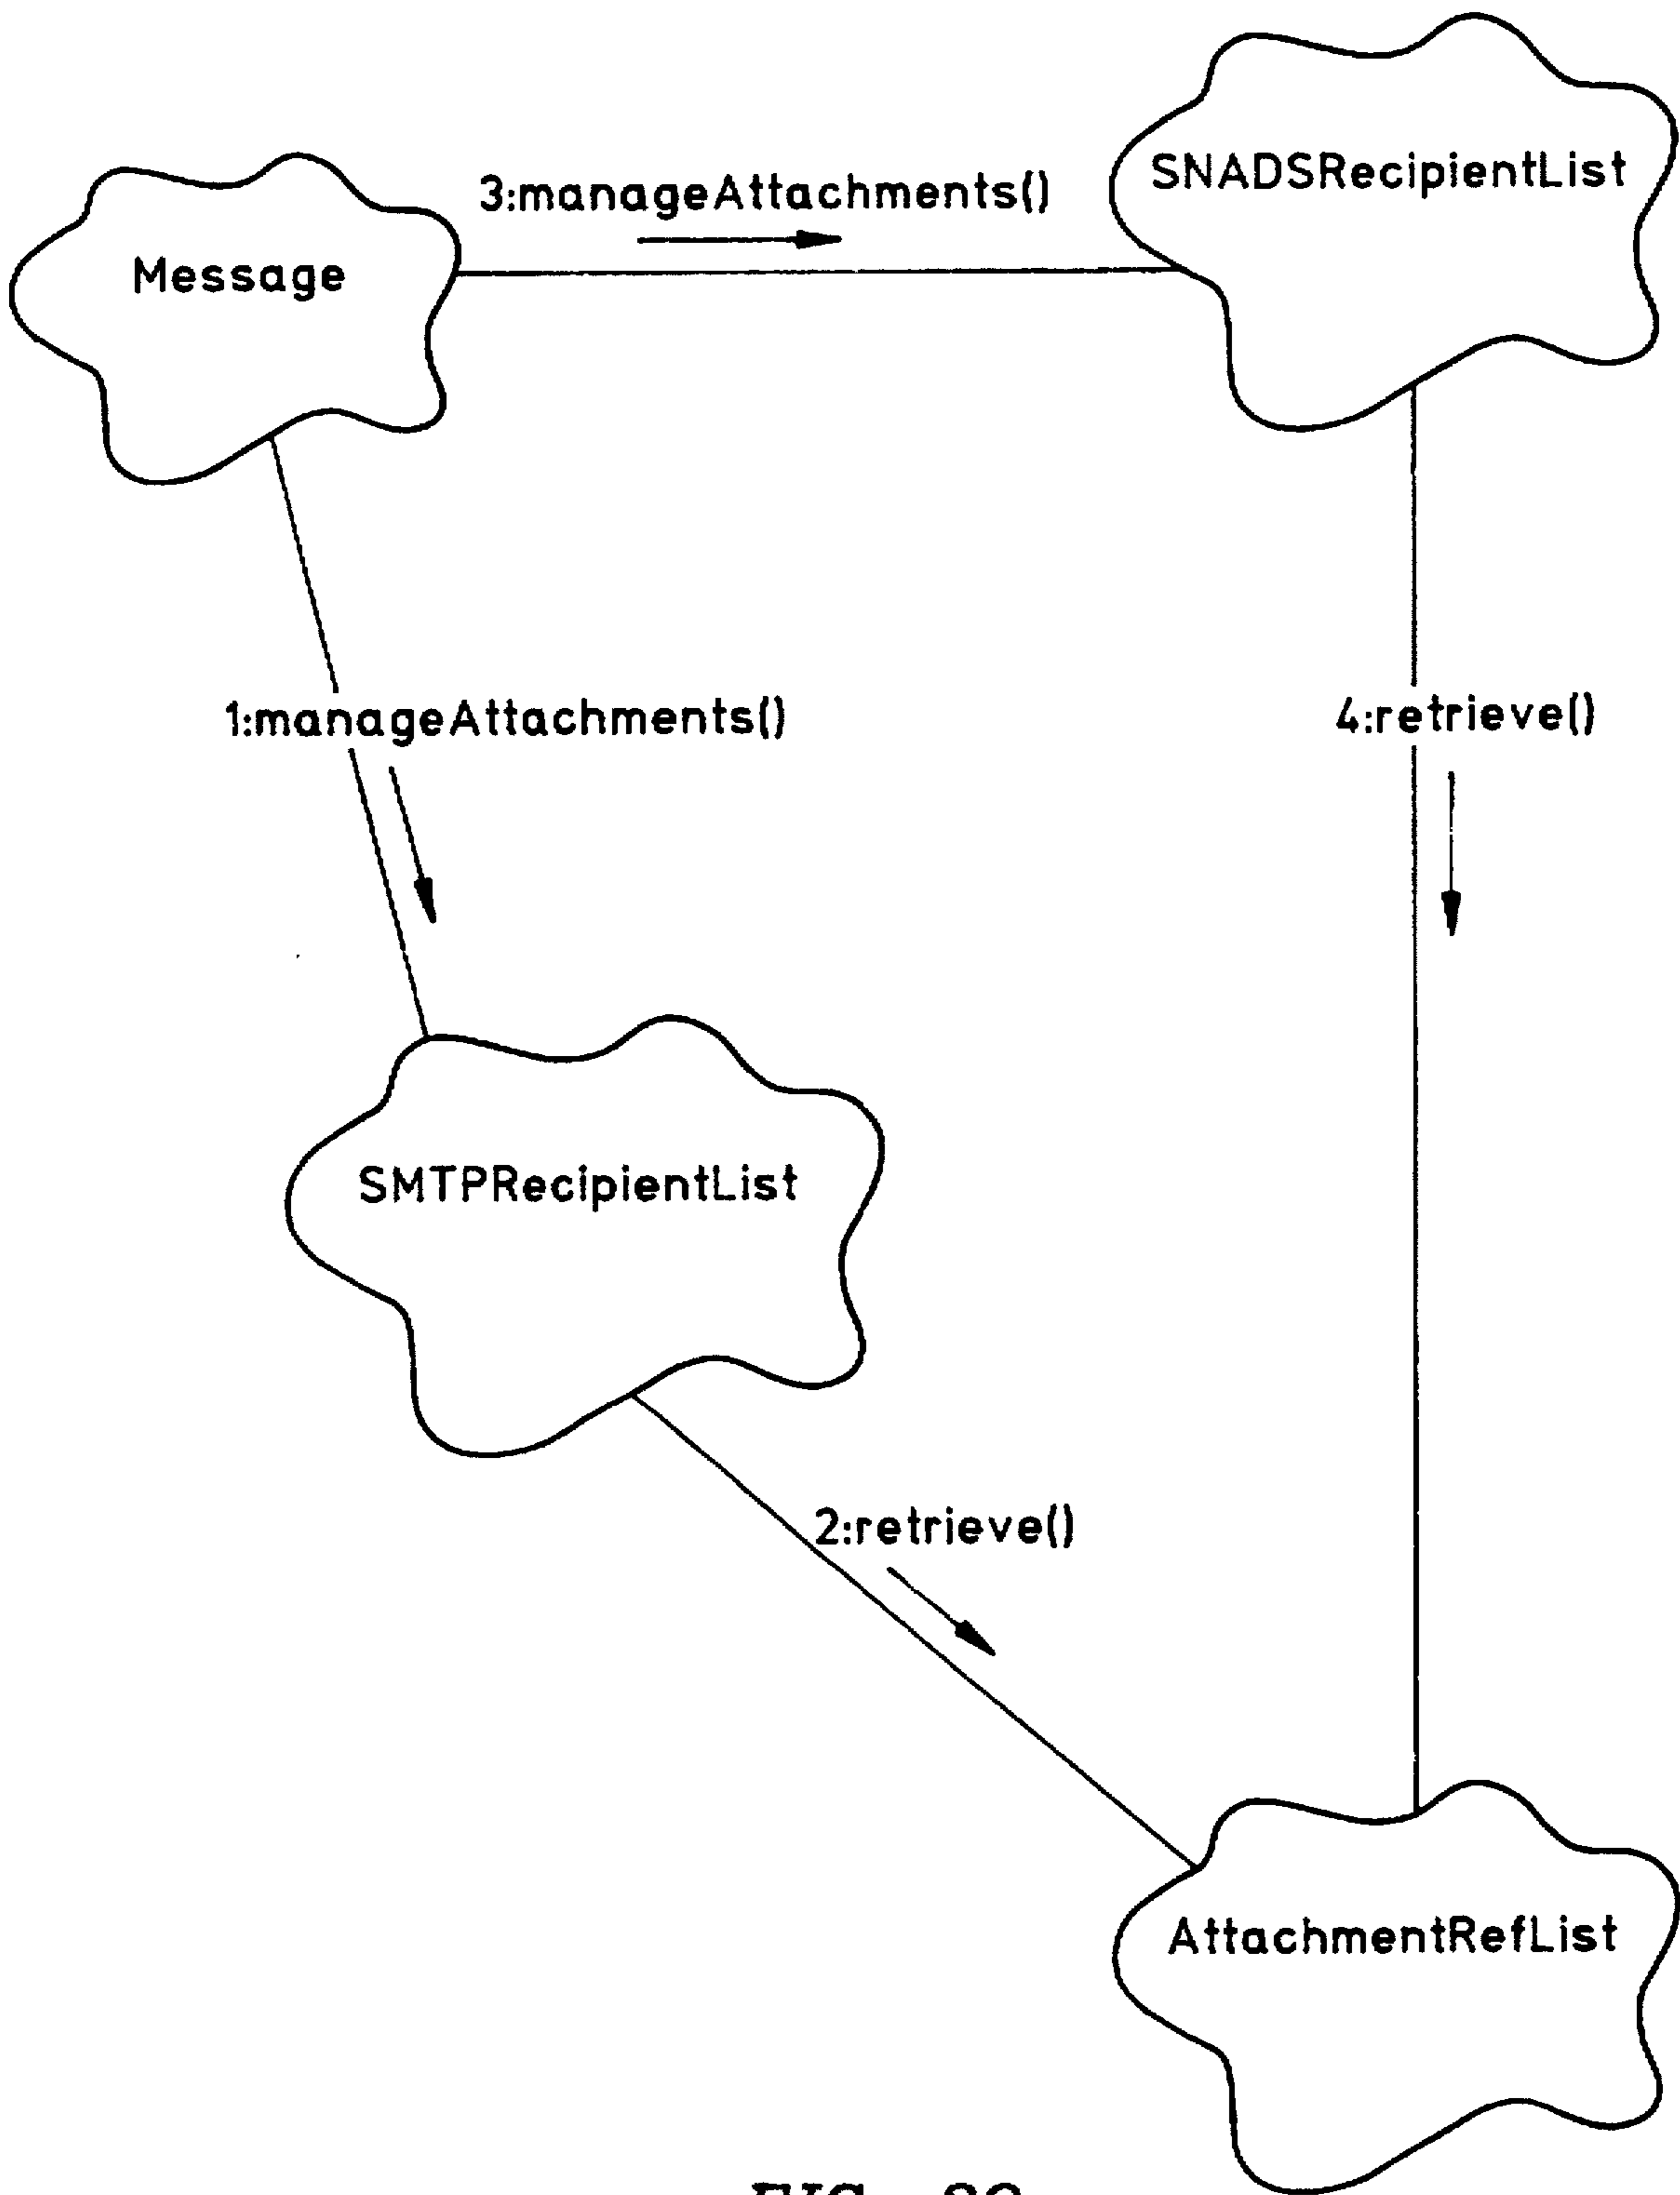 SNADSRecipientList
3:manageAttachments()
Message
1:manageAttachments()
4:retrieve()
SMTPRecipientList
2:retrieve()
AttachmentRefList